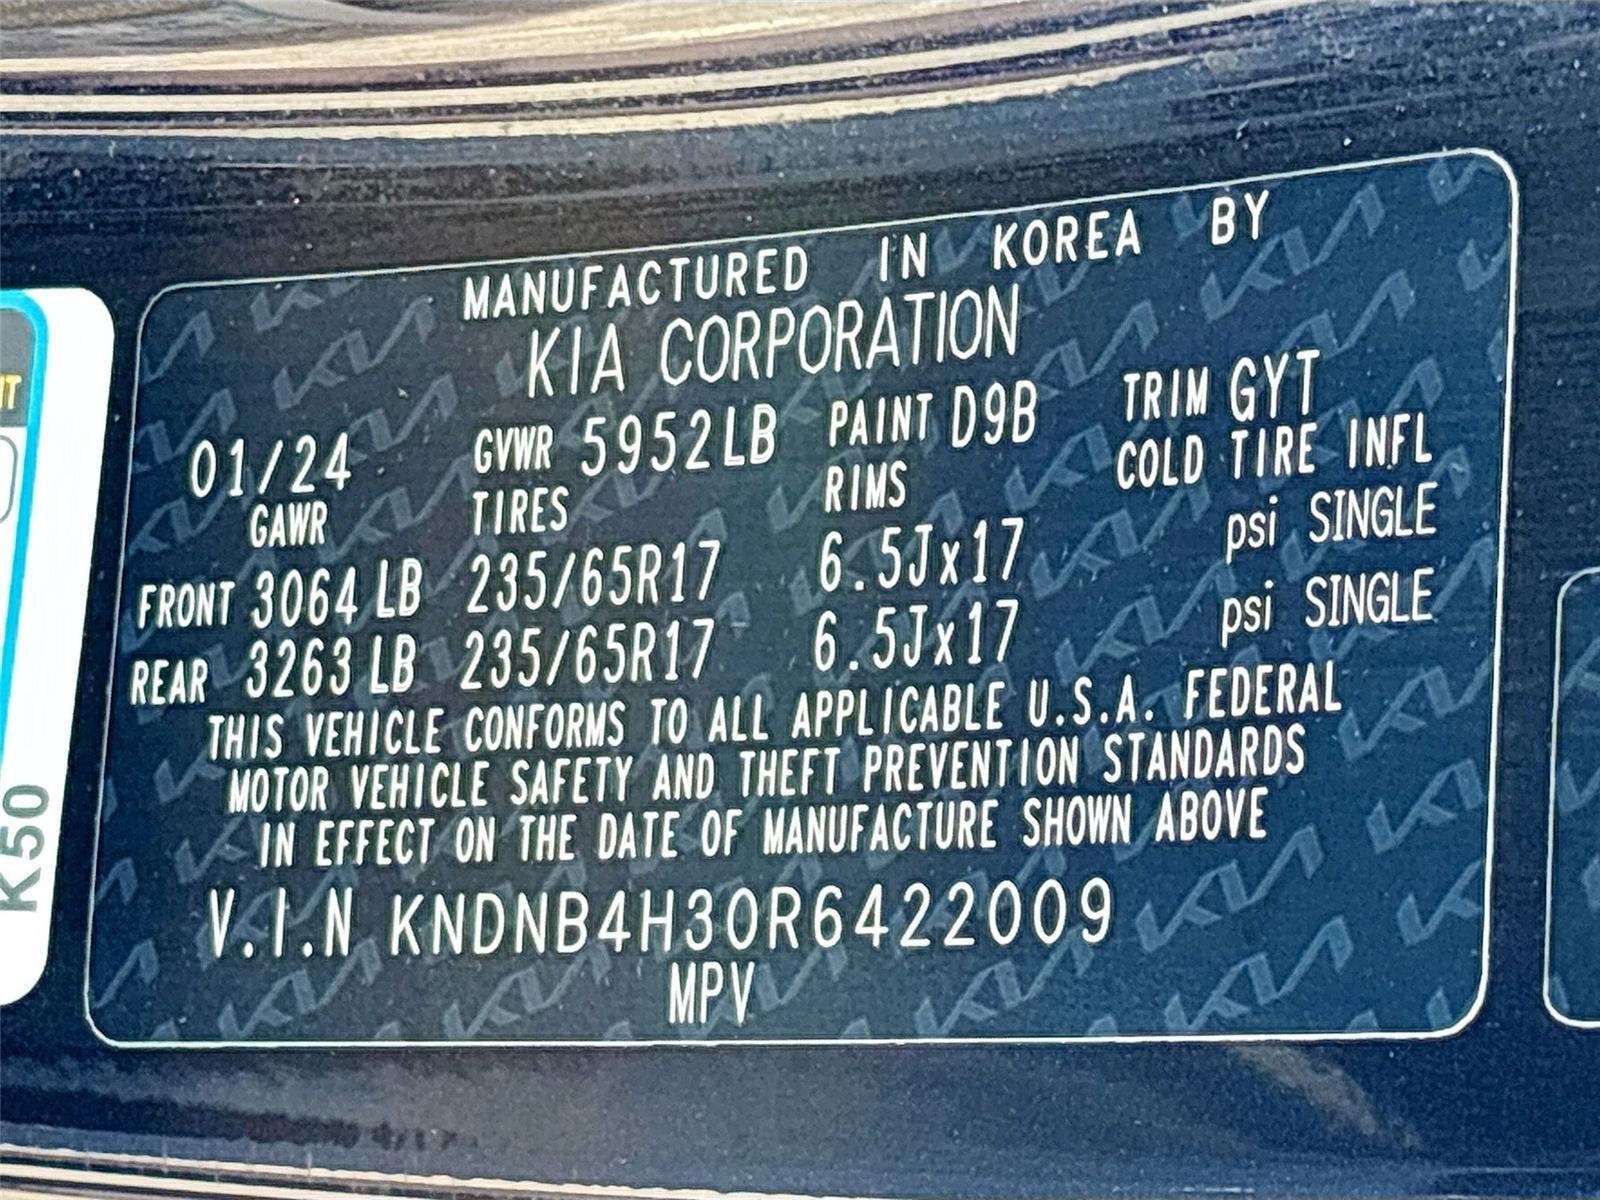 MANUFACTURED IN KOREA BY
KIA CORPORATION
01/24 GVWR 5952LB PAINT D9B TRIM GYT
GAWR TIRES RIMS COLD TIRE INFL
FRONT 3064 LB 235/65R17 6.5Jx17 psi SINGLE
REAR 3263 LB 235/65R17 6.5Jx17 psi SINGLE
THIS VEHICLE CONFORMS TO ALL APPLICABLE U.S.A. FEDERAL
MOTOR VEHICLE SAFETY AND THEFT PREVENTION STANDARDS
IN EFFECT ON THE DATE OF MANUFACTURE SHOWN ABOVE
V.I.N KNDNB4H30R6422009
MPV
K50